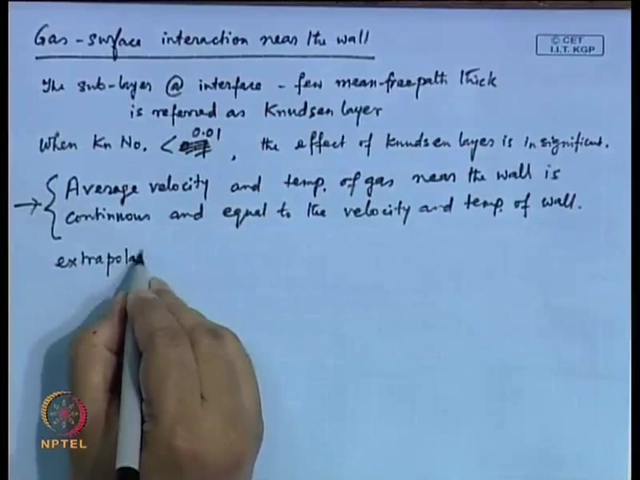 Gas-surface interaction near the wall
© CET
I.I.T. KGP
The sub-layer @ interface - few mean-free path thick
is referred as Knudsen layer
When Kn No. < 0.01, the effect of Knudsen layer is insignificant.
→ { Average velocity and temp. of gas near the wall is
continuous and equal to the velocity and temp. of wall.
extrapola
NPTEL